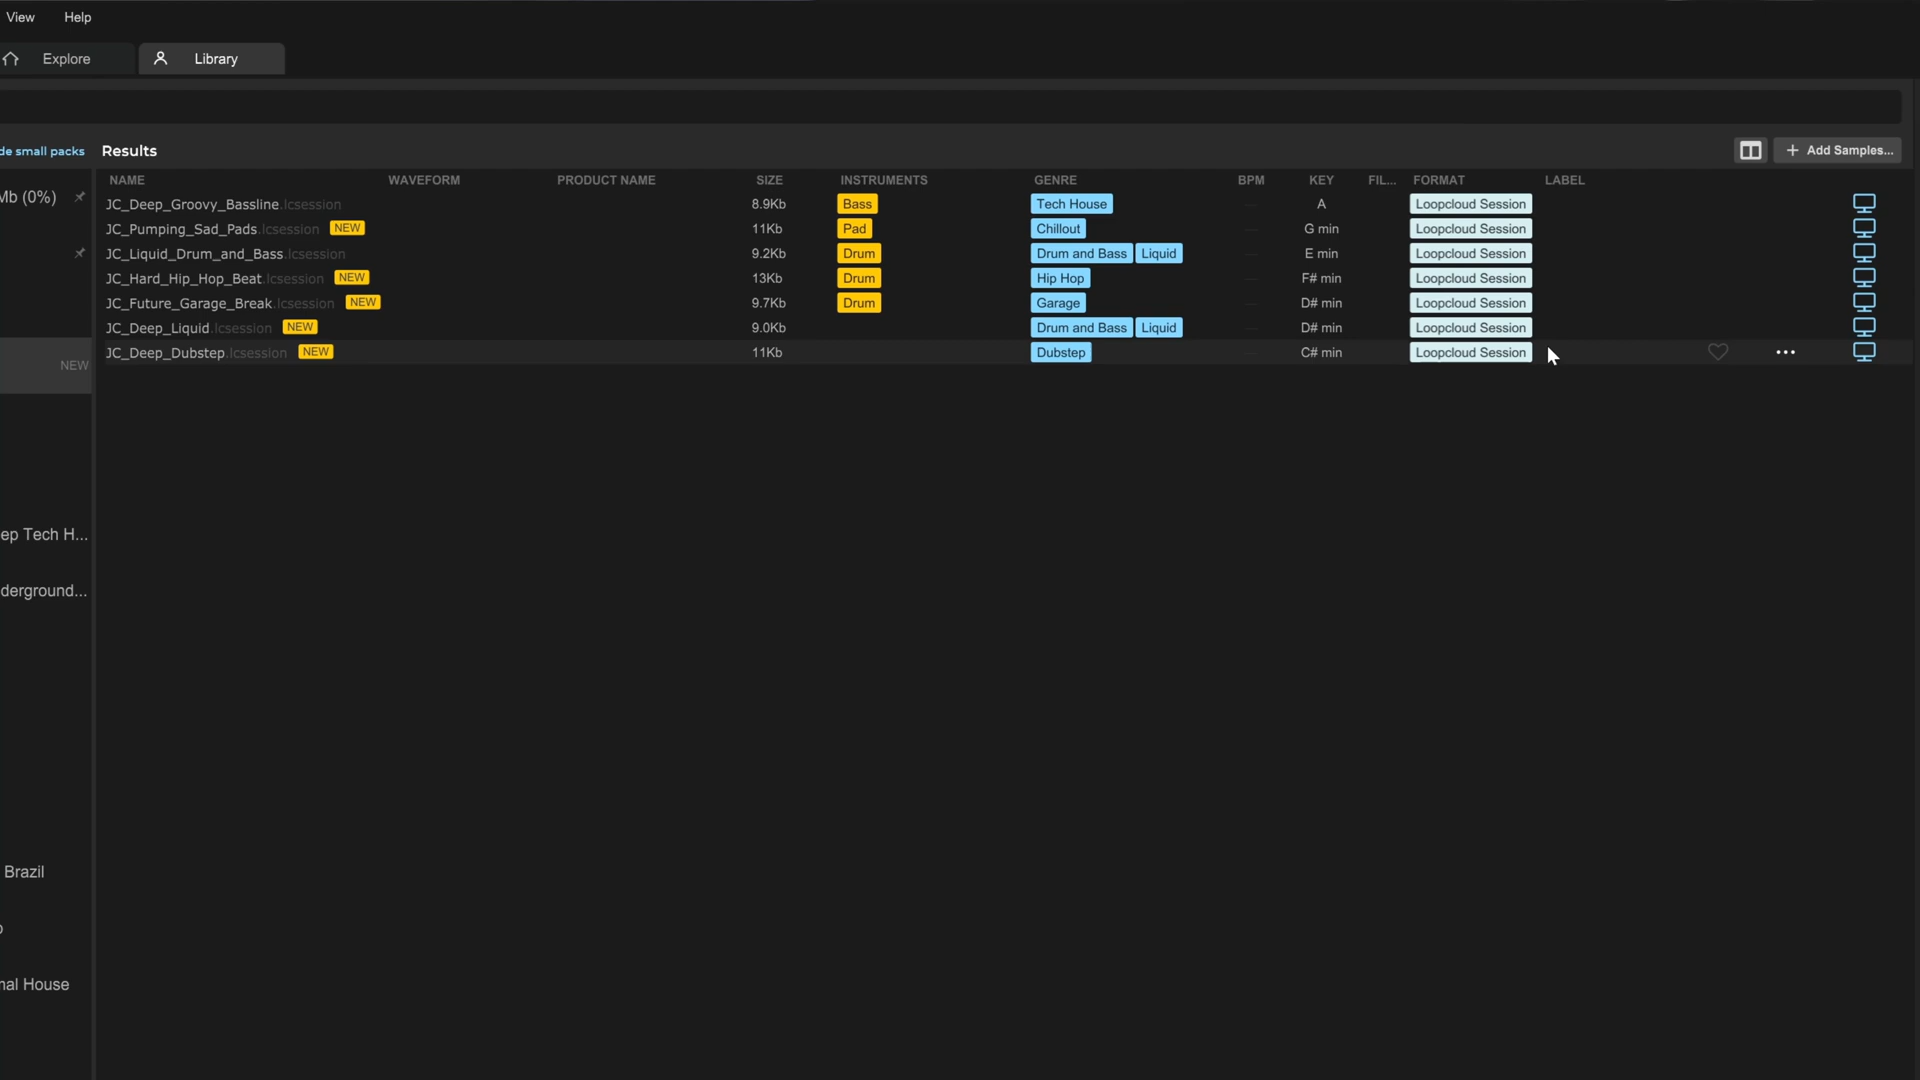 View Help
Explore Library
de small packs Results + Add Samples...
NAME WAVEFORM PRODUCT NAME SIZE INSTRUMENTS GENRE BPM KEY FIL... FORMAT LABEL
Mb (0%)
JC_Deep_Groovy_Bassline.lcsession 8.9Kb Bass Tech House A Loopcloud Session
JC_Pumping_Sad_Pads.lcsession NEW 11Kb Pad Chillout G min Loopcloud Session
JC_Liquid_Drum_and_Bass.lcsession 9.2Kb Drum Drum and Bass Liquid E min Loopcloud Session
JC_Hard_Hip_Hop_Beat.lcsession NEW 13Kb Drum Hip Hop F# min Loopcloud Session
JC_Future_Garage_Break.lcsession NEW 9.7Kb Drum Garage D# min Loopcloud Session
JC_Deep_Liquid.lcsession NEW 9.0Kb Drum and Bass Liquid D# min Loopcloud Session
JC_Deep_Dubstep.lcsession NEW 11Kb Dubstep C# min Loopcloud Session
NEW
ep Tech H...
derground...
Brazil
nal House